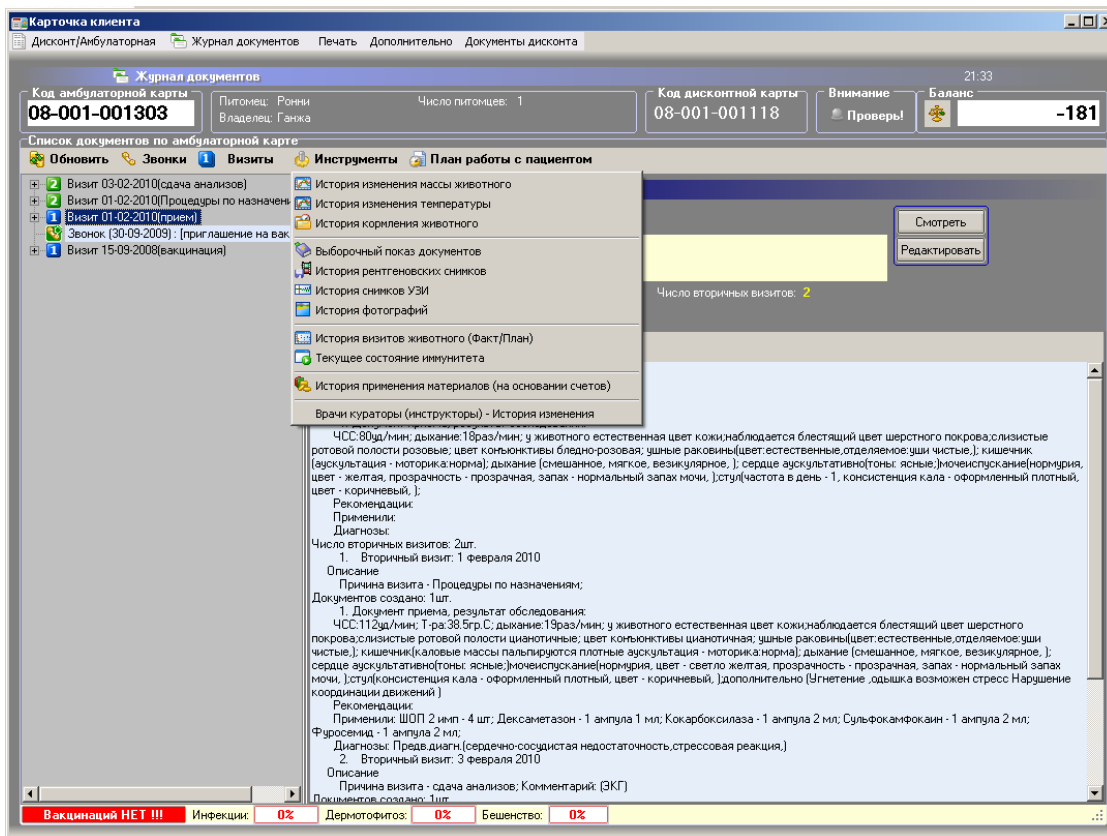 Карточка клиента
Дисконт/Амбулаторная Журнал документов Печать Дополнительно Документы дисконта
Журнал документов 21:33
Код амбулаторной карты
08-001-001303
Питомец: Ронни Число питомцев: 1
Владелец: Ганжа
Код дисконтной карты
08-001-001118
Внимание
Проверь!
Баланс
-181
Список документов по амбулаторной карте
Обновить Звонки 1 Визиты Инструменты План работы с пациентом
2 Визит 03-02-2010(сдача анализов)
2 Визит 01-02-2010(Процедуры по назначен
1 Визит 01-02-2010(прием)
Звонок (30-09-2009) : [приглашение на вак
1 Визит 15-09-2008(вакцинация)
История изменения массы животного
История изменения температуры
История кормления животного
Выборочный показ документов
История рентгеновских снимков
История снимков УЗИ
История фотографий
История визитов животного (Факт/План)
Текущее состояние иммунитета
История применения материалов (на основании счетов)
Врачи кураторы (инструкторы) - История изменения
Смотреть
Редактировать
Число вторичных визитов: 2
ЧСС:80уд/мин; дыхание:18раз/мин; у животного естественная цвет кожи;наблюдается блестящий цвет шерстного покрова;слизистые
ротовой полости розовые; цвет конъюнктивы бледно-розовая; ушные раковины(цвет:естественные,отделяемое:уши чистые,); кишечник
(аускультация - моторика:норма); дыхание (смешанное, мягкое, везикулярное, ); сердце аускультативно(тоны: ясные;)мочеиспускание(нормурия,
цвет - желтая, прозрачность - прозрачная, запах - нормальный запах мочи, );стул(частота в день - 1, консистенция кала - оформленный плотный,
цвет - коричневый, );
Рекомендации:
Применили:
Диагнозы:
Число вторичных визитов: 2шт.
1. Вторичный визит: 1 февраля 2010
Описание
Причина визита - Процедуры по назначениям;
Документов создано: 1шт.
1. Документ приема, результат обследования:
ЧСС:112уд/мин; Т-ра:38.5гр.С; дыхание:19раз/мин; у животного естественная цвет кожи;наблюдается блестящий цвет шерстного
покрова;слизистые ротовой полости цианотичные; цвет конъюнктивы цианотичная; ушные раковины(цвет:естественные,отделяемое:уши
чистые,); кишечник(каловые массы пальпируются плотные аускультация - моторика:норма); дыхание (смешанное, мягкое, везикулярное, );
сердце аускультативно(тоны: ясные;)мочеиспускание(нормурия, цвет - светло желтая, прозрачность - прозрачная, запах - нормальный запах
мочи, );стул(консистенция кала - оформленный плотный, цвет - коричневый, );дополнительно (Угнетение ,одышка возможен стресс Нарушение
координации движений )
Рекомендации:
Применили: ШОП 2 имп - 4 шт; Дексаметазон - 1 ампула 1 мл; Кокарбоксилаза - 1 ампула 2 мл; Сульфокамфокаин - 1 ампула 2 мл;
Фуросемид - 1 ампула 2 мл;
Диагнозы: Предв.диагн.(сердечно-сосудистая недостаточность,стрессовая реакция,)
2. Вторичный визит: 3 февраля 2010
Описание
Причина визита - сдача анализов; Комментарий: (ЭКГ)
Документов создано: 1шт.
Вакцинаций НЕТ !!! Инфекции: 0% Дермотофитоз: 0% Бешенство: 0%